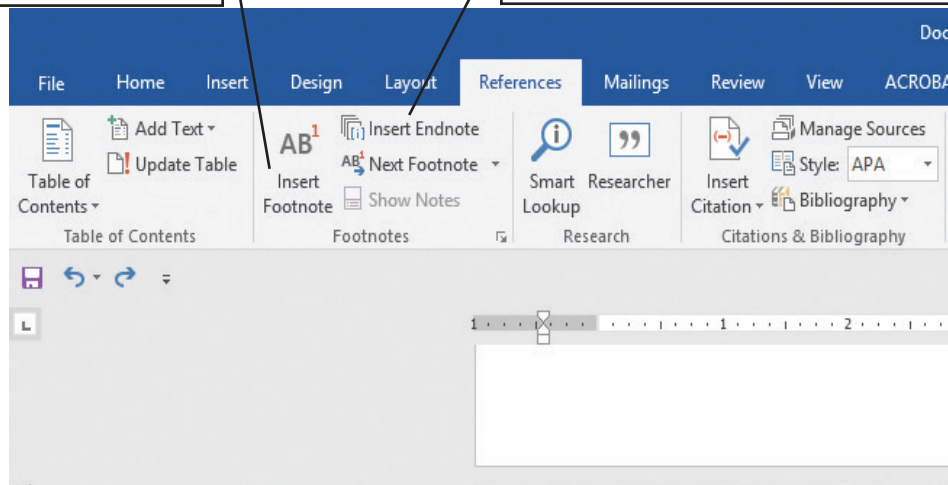 Doc
File Home Insert Design Layout References Mailings Review View ACROBA
Table of Contents
Add Text
Update Table
Table of Contents
AB1
Insert Footnote
[i] Insert Endnote
AB1 Next Footnote
Show Notes
Footnotes
Smart Lookup
Researcher
Research
Insert Citation
Manage Sources
Style: APA
Bibliography
Citations & Bibliography
L
1 1 2